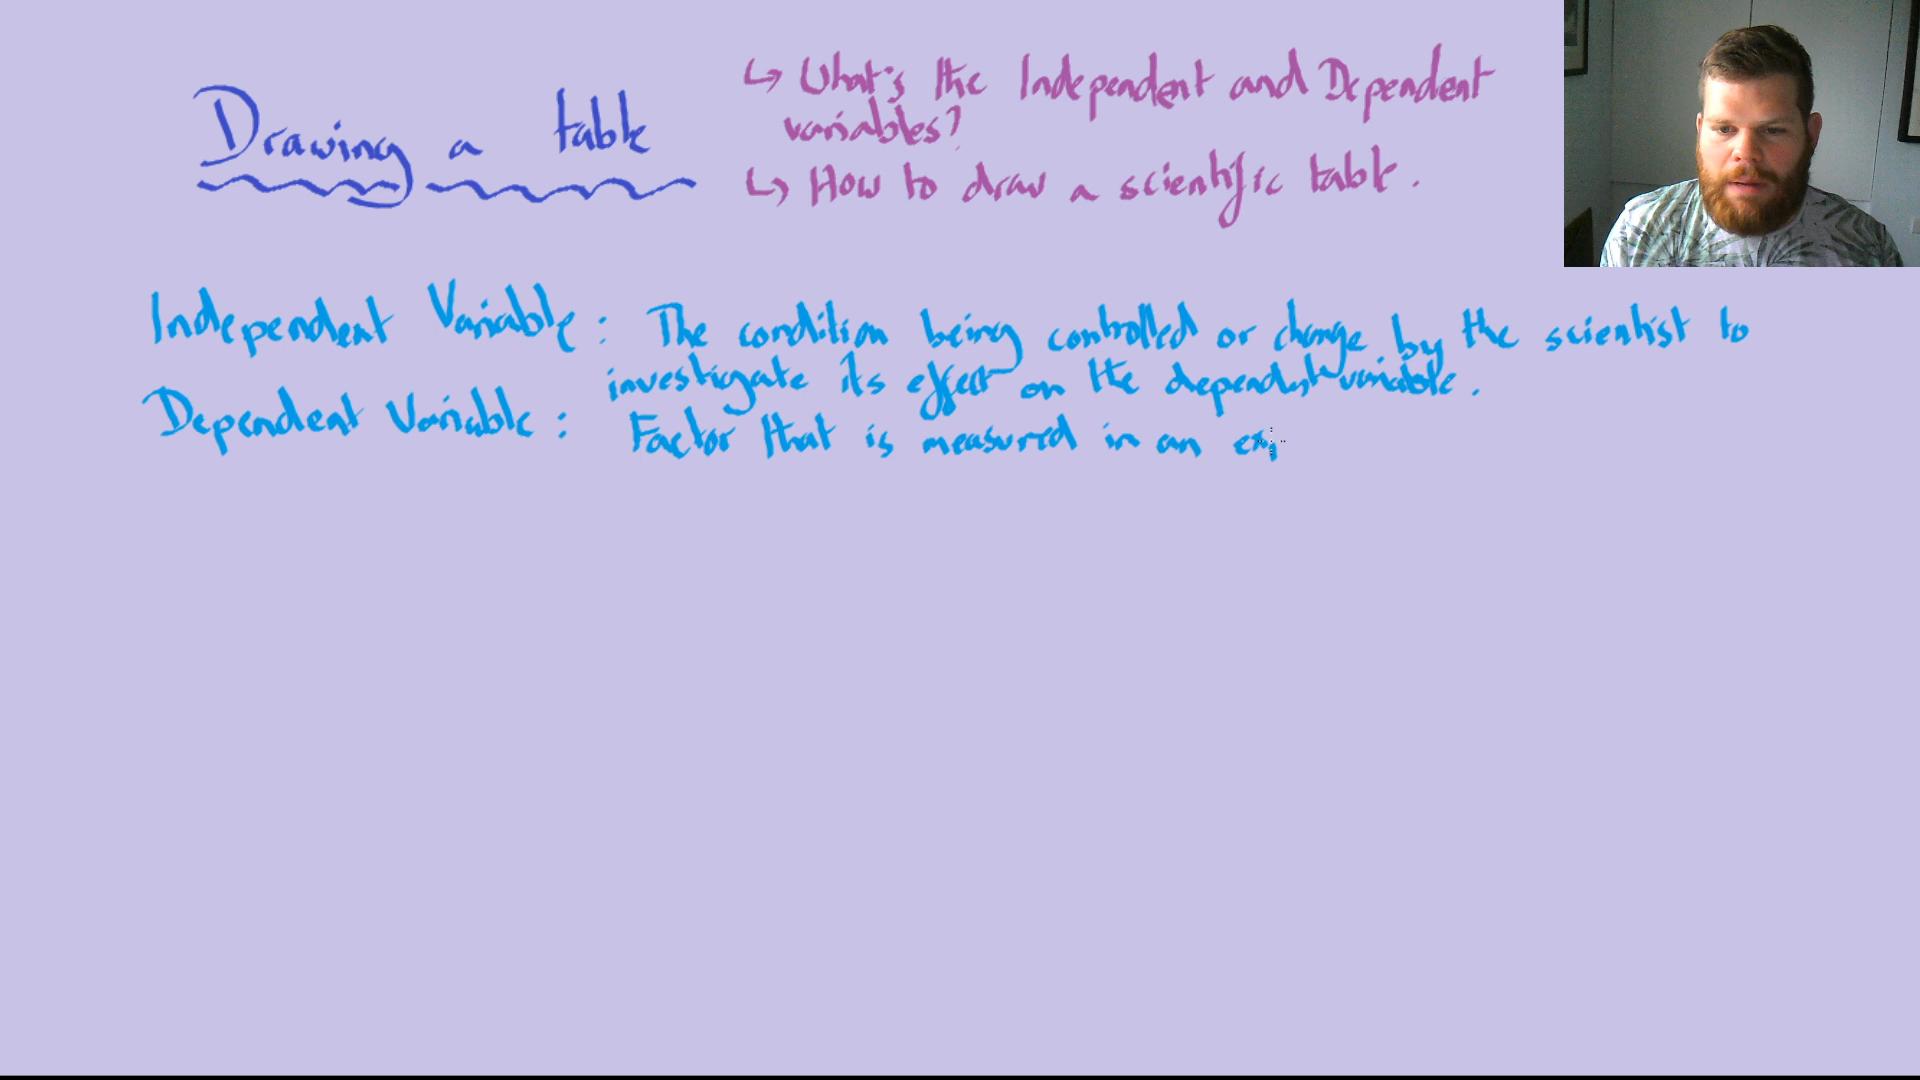 Drawing a table
↳ What's the Independent and Dependent
variables?
↳ How to draw a scientific table.
Independent Variable: The condition being controlled or change by the scientist to
investigate its effect on the dependent variable.
Dependent Variable: Factor that is measured in an exp